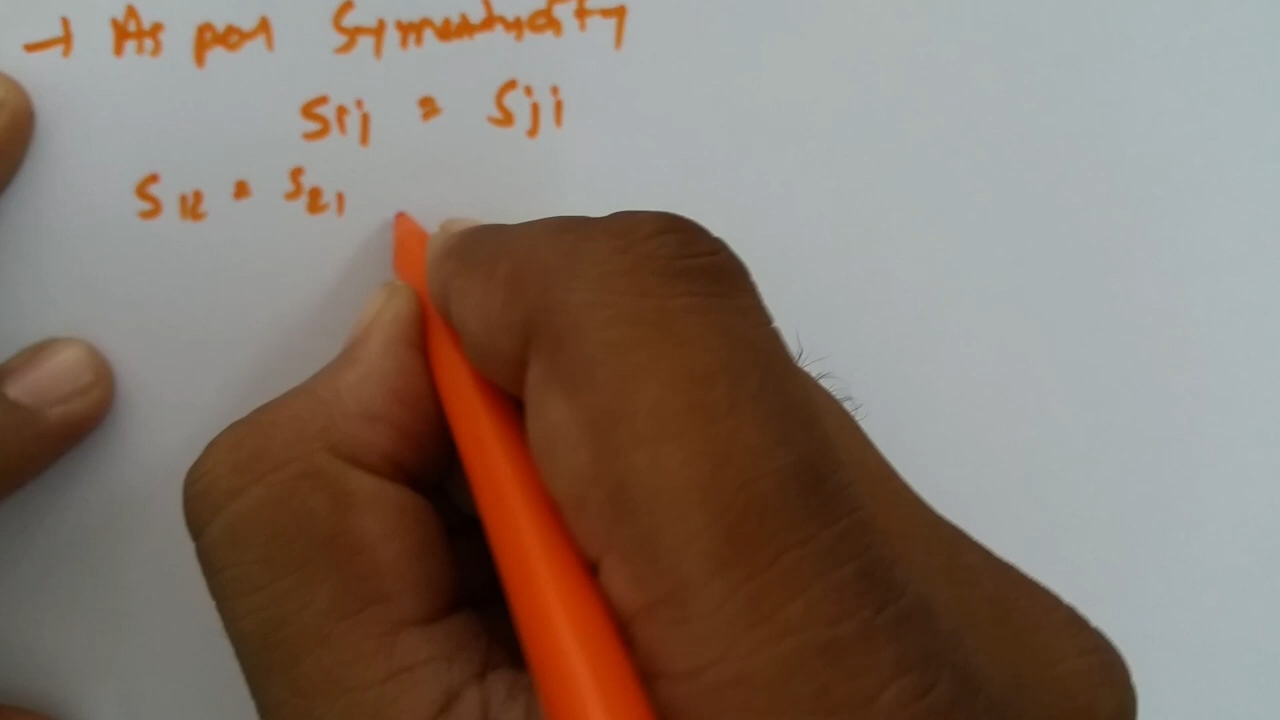 → As per Symmetricity
Sij = Sji
S12 = S21